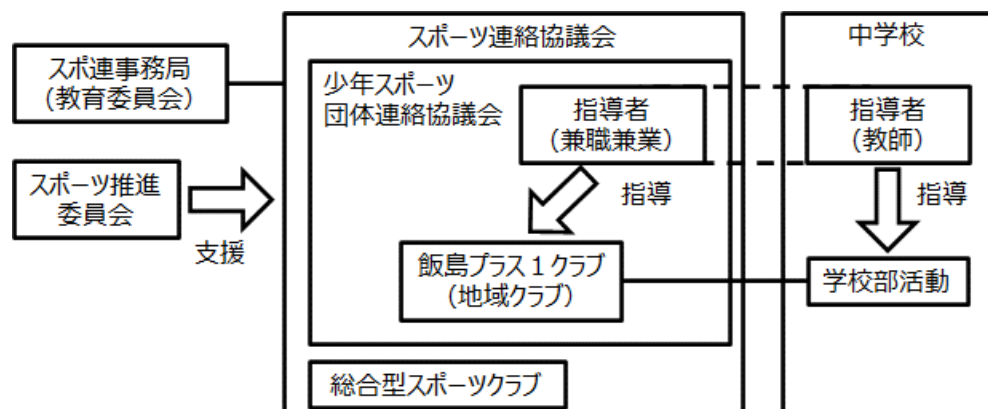 スポーツ連絡協議会
中学校
スポ連事務局
（教育委員会）
少年スポーツ
団体連絡協議会
指導者
（兼職兼業）
指導者
（教師）
スポーツ推進
委員会
支援
指導
指導
飯島プラス１クラブ
（地域クラブ）
学校部活動
総合型スポーツクラブ